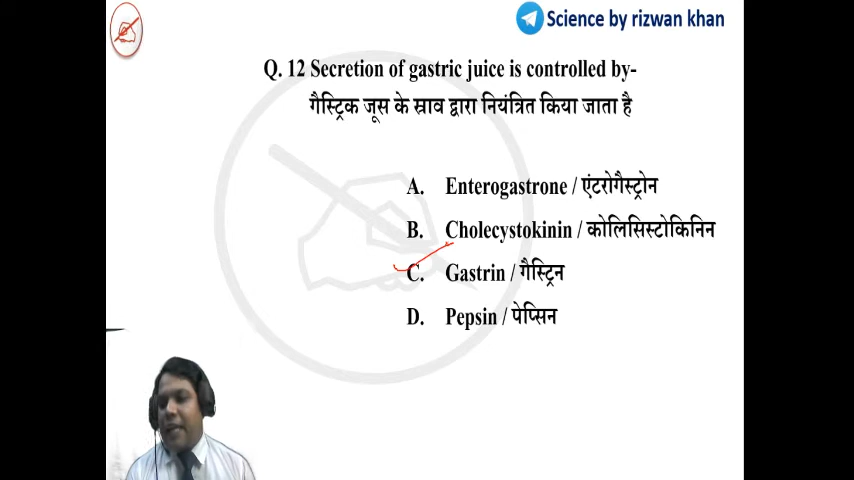 Science by rizwan khan
Q. 12 Secretion of gastric juice is controlled by-
गैस्ट्रिक जूस के स्राव द्वारा नियंत्रित किया जाता है
A. Enterogastrone / एंटरोगैस्ट्रोन
B. Cholecystokinin / कोलिसिस्टोकिनिन
C. Gastrin / गैस्ट्रिन
D. Pepsin / पेप्सिन